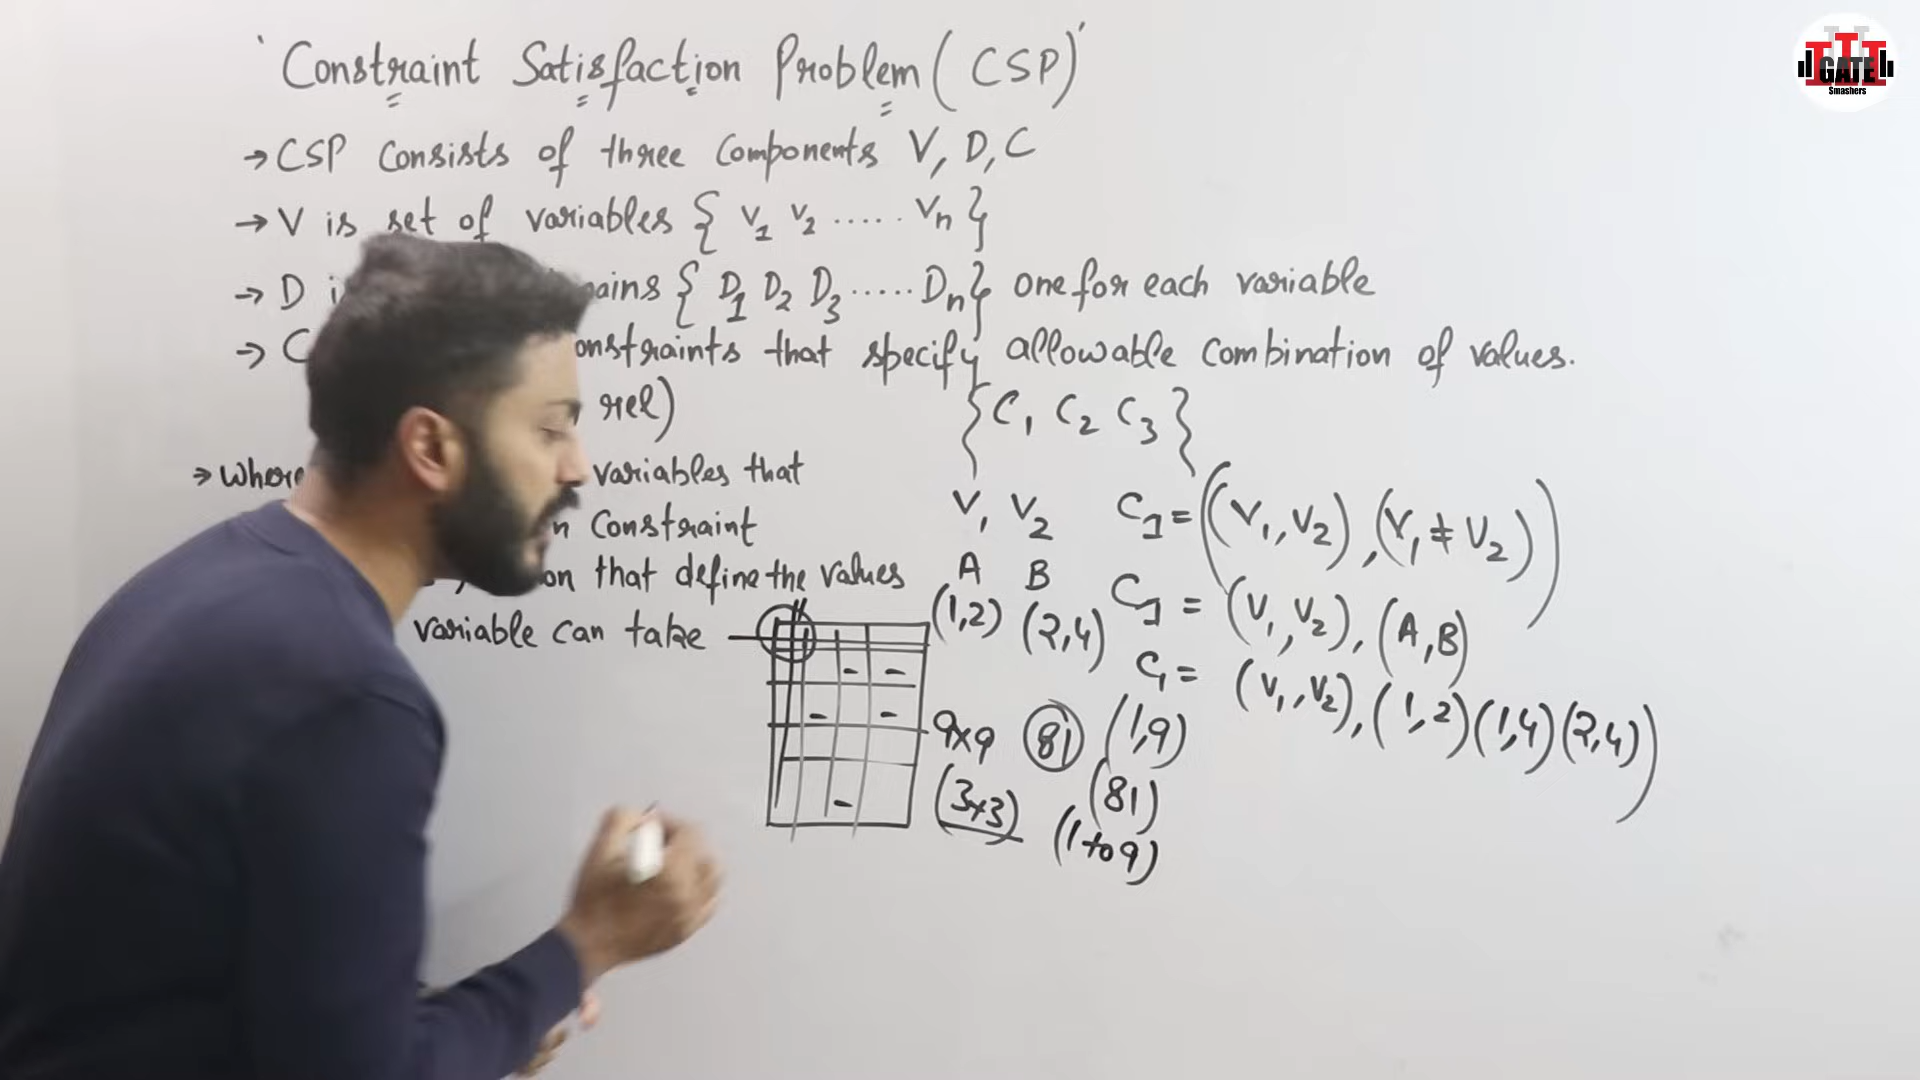 'Constraint Satisfaction Problem (CSP)'
→ CSP Consists of three Components V, D, C
→ V is set of variables { V1 V2 ..... Vn }
→ D ains { D1 D2 D3 ..... Dn } one for each variable
→ C onstraints that specify allowable combination of values.
rel)
{ C1 C2 C3 }
→ Where variables that
n Constraint
on that define the values
variable can take
V1 V2
A B
(1,2) (2,4)
C1 = ((V1, V2), (V1 ≠ V2))
C1 = (V1, V2), (A, B)
C1 = (V1, V2), (1,2) (1,4) (2,4))
9x9 81 (1,9)
(3x3) (81)
(1 to 9)
GATE
Smashers